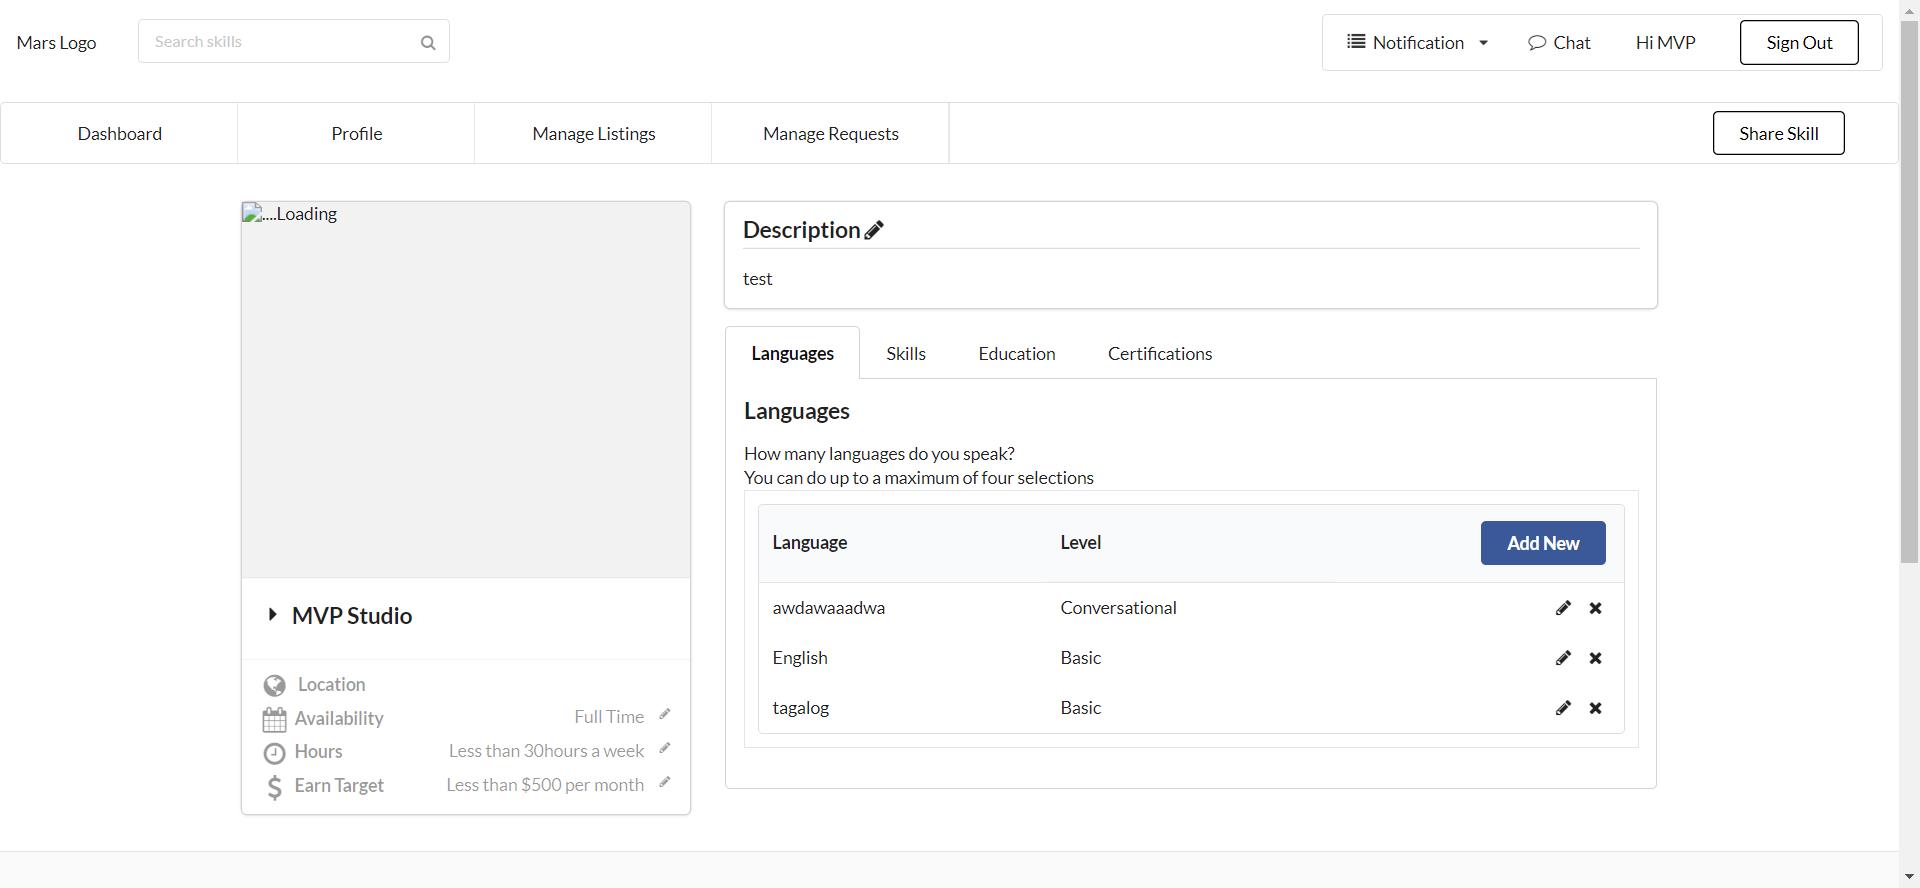 Mars Logo
Search skills
Notification
Chat
Hi MVP
Sign Out
Dashboard
Profile
Manage Listings
Manage Requests
Share Skill
....Loading
MVP Studio
Location
Availability
Full Time
Hours
Less than 30hours a week
Earn Target
Less than $500 per month
Description
test
Languages
Skills
Education
Certifications
Languages
How many languages do you speak?
You can do up to a maximum of four selections
Language
Level
Add New
awdawaaadwa
Conversational
English
Basic
tagalog
Basic